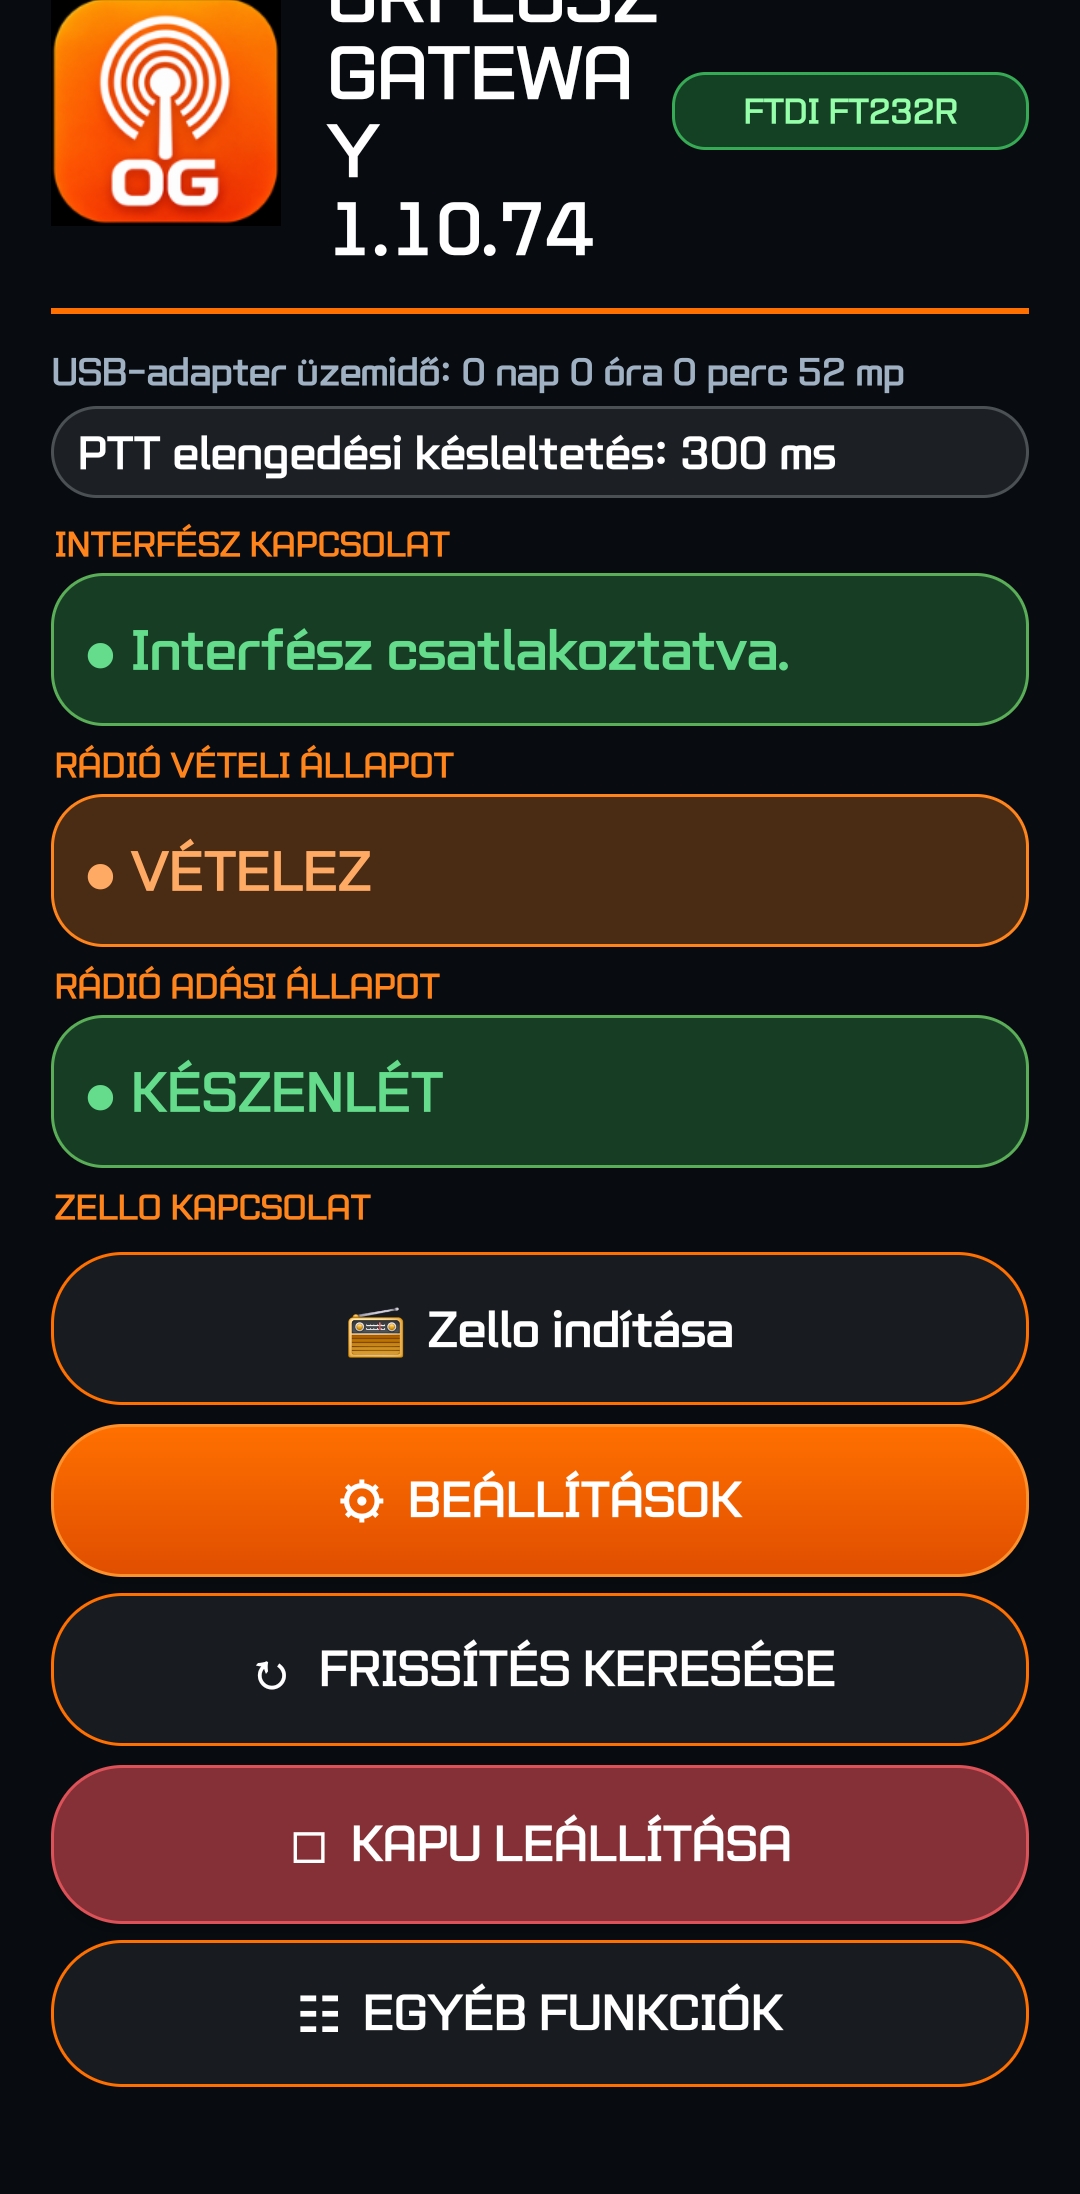 ORFEUSZ
GATEWA
Y
1.10.74
OG
FTDI FT232R
USB-adapter üzemidő: 0 nap 0 óra 0 perc 52 mp
PTT elengedési késleltetés: 300 ms
INTERFÉSZ KAPCSOLAT
Interfész csatlakoztatva.
RÁDIÓ VÉTELI ÁLLAPOT
VÉTELEZ
RÁDIÓ ADÁSI ÁLLAPOT
KÉSZENLÉT
ZELLO KAPCSOLAT
Zello indítása
BEÁLLÍTÁSOK
FRISSÍTÉS KERESÉSE
KAPU LEÁLLÍTÁSA
EGYÉB FUNKCIÓK